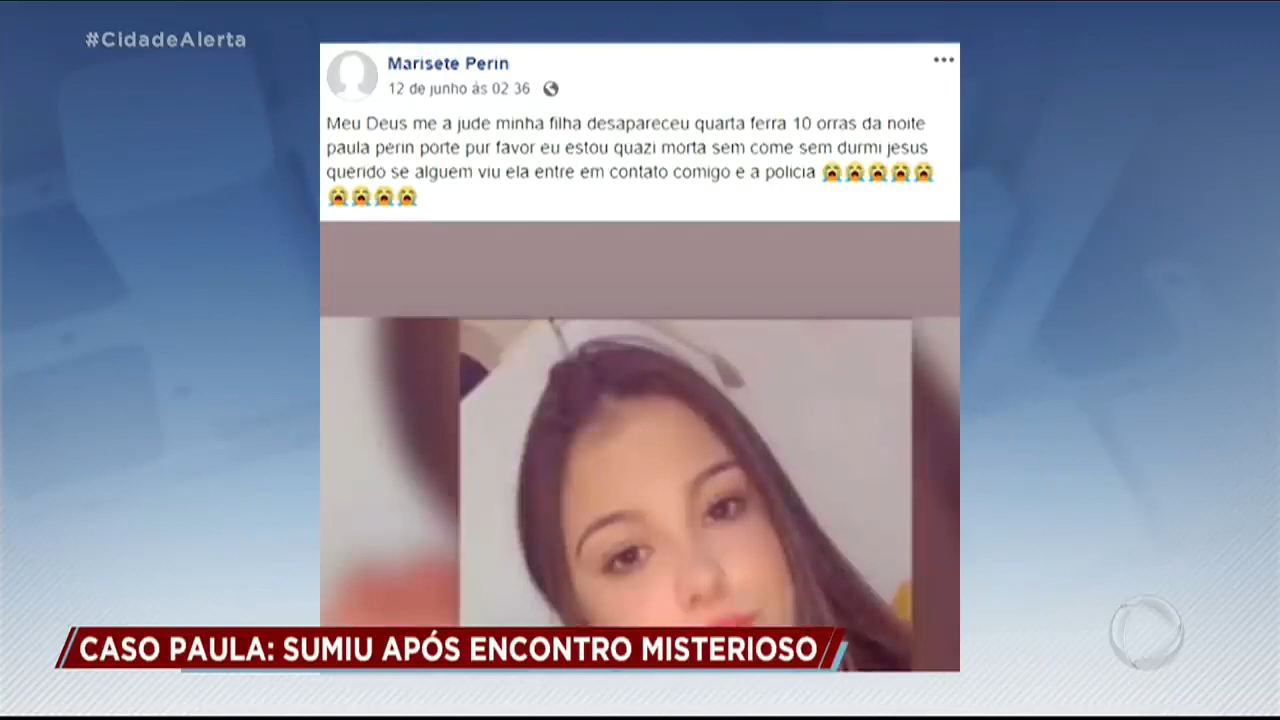 #CidadeAlerta
Marisete Perin
12 de junho ás 02 36
Meu Deus me a jude minha filha desapareceu quarta ferra 10 orras da noite
paula perin porte pur favor eu estou quazi morta sem come sem durmi jesus
querido se alguem viu ela entre em contato comigo e a policia 😭😭😭😭😭
😭😭😭😭
CASO PAULA: SUMIU APÓS ENCONTRO MISTERIOSO